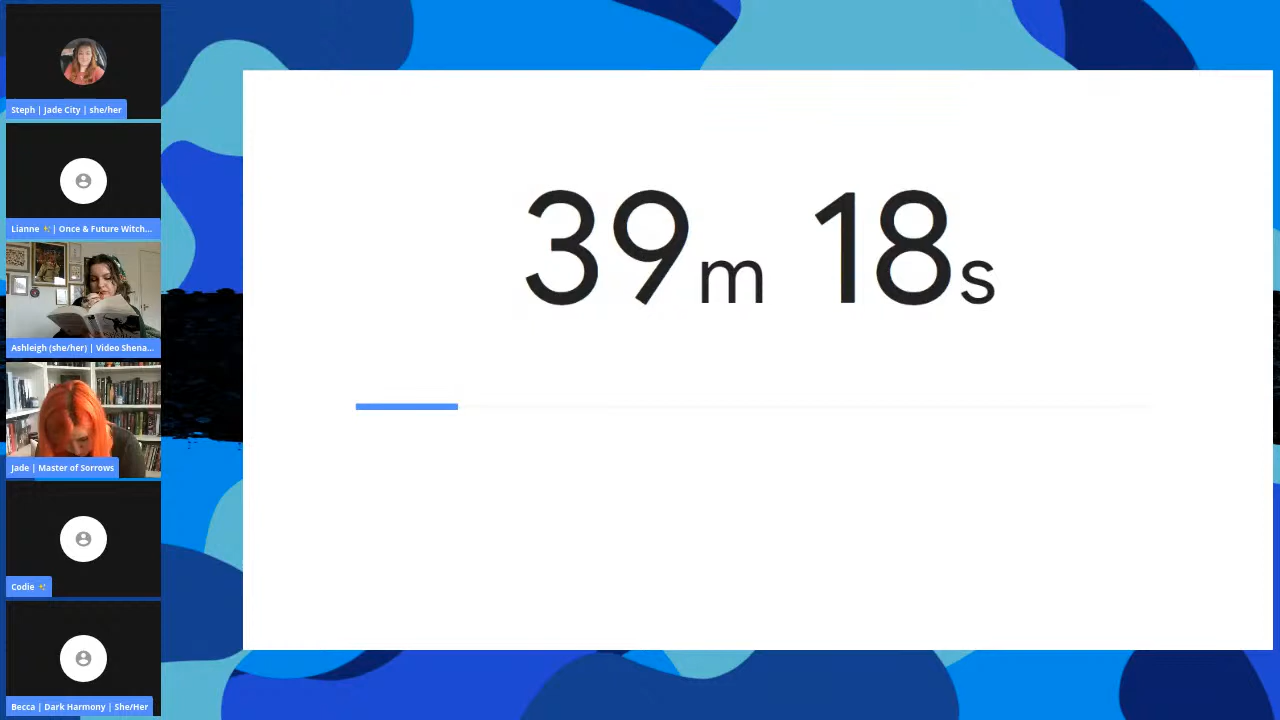 Steph | Jade City | she/her
Lianne ✨ | Once & Future Witch...
Ashleigh (she/her) | Video Shena...
Jade | Master of Sorrows
Codie ✨
Becca | Dark Harmony | She/Her
39m 18s